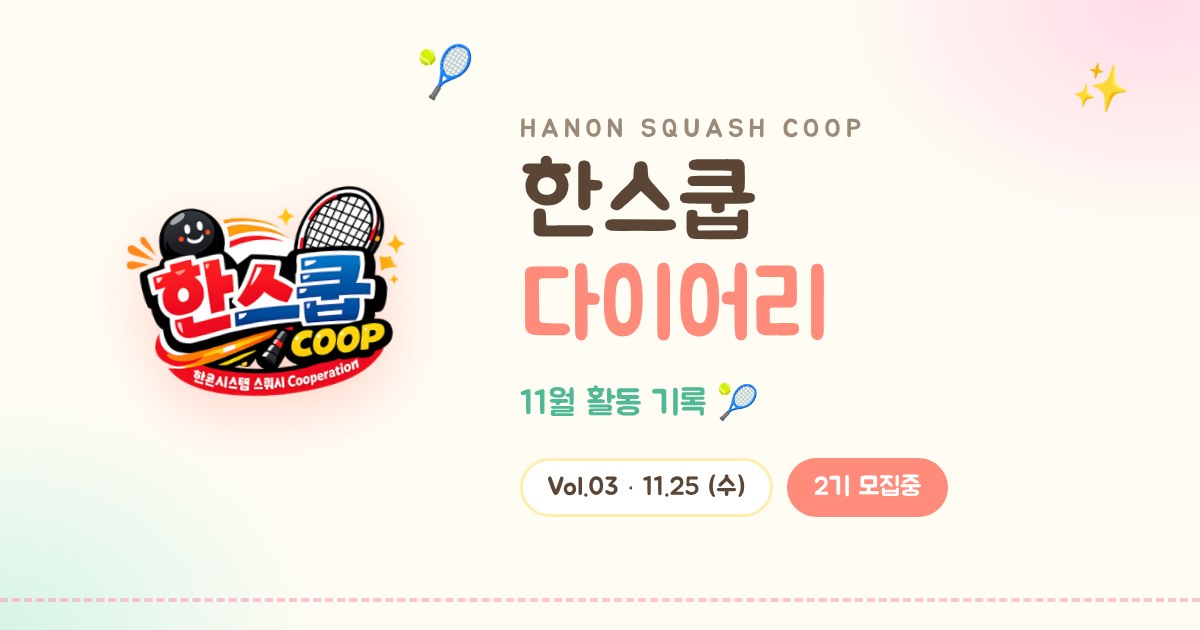 HANON SQUASH COOP
한스쿱
다이어리
한스쿱
COOP
한온시스템 스쿼시 Cooperation
11월 활동 기록
Vol.03 · 11.25 (수)
2기 모집중